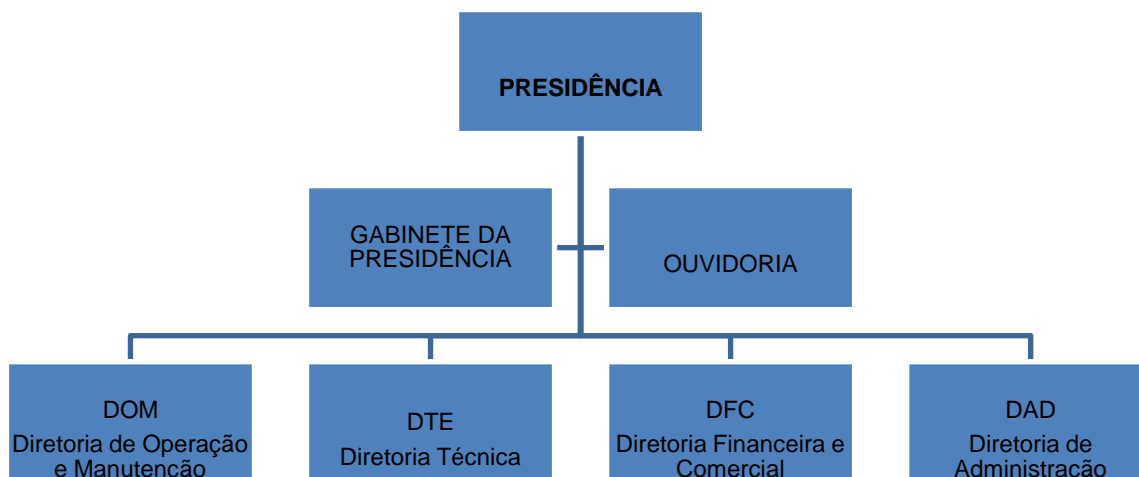 PRESIDÊNCIA
GABINETE DA
PRESIDÊNCIA
OUVIDORIA
DOM
Diretoria de Operação
e Manutenção
DTE
Diretoria Técnica
DFC
Diretoria Financeira e
Comercial
DAD
Diretoria de
Administração